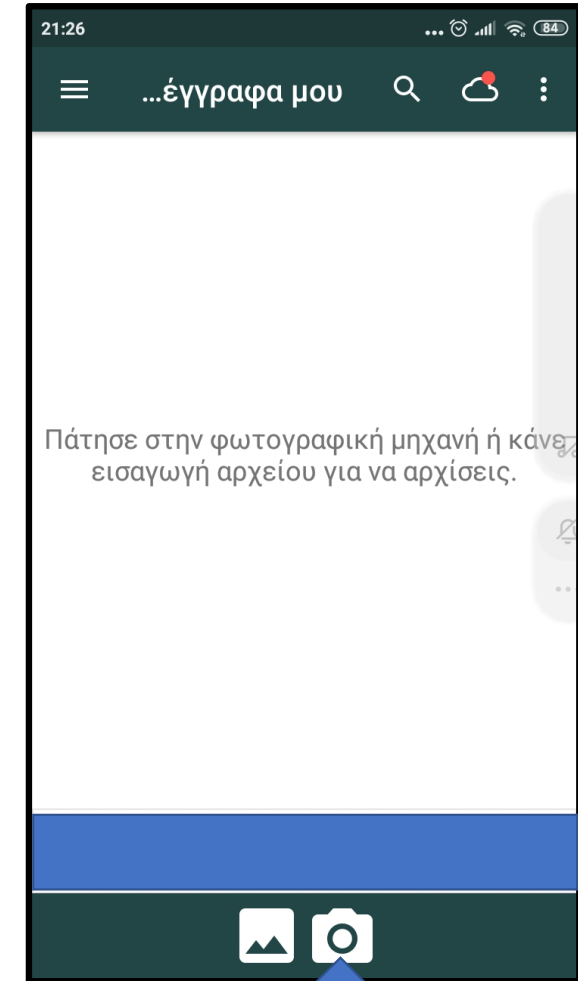 21:26
84
...έγγραφα μου
Πάτησε στην φωτογραφική μηχανή ή κάνε
εισαγωγή αρχείου για να αρχίσεις.